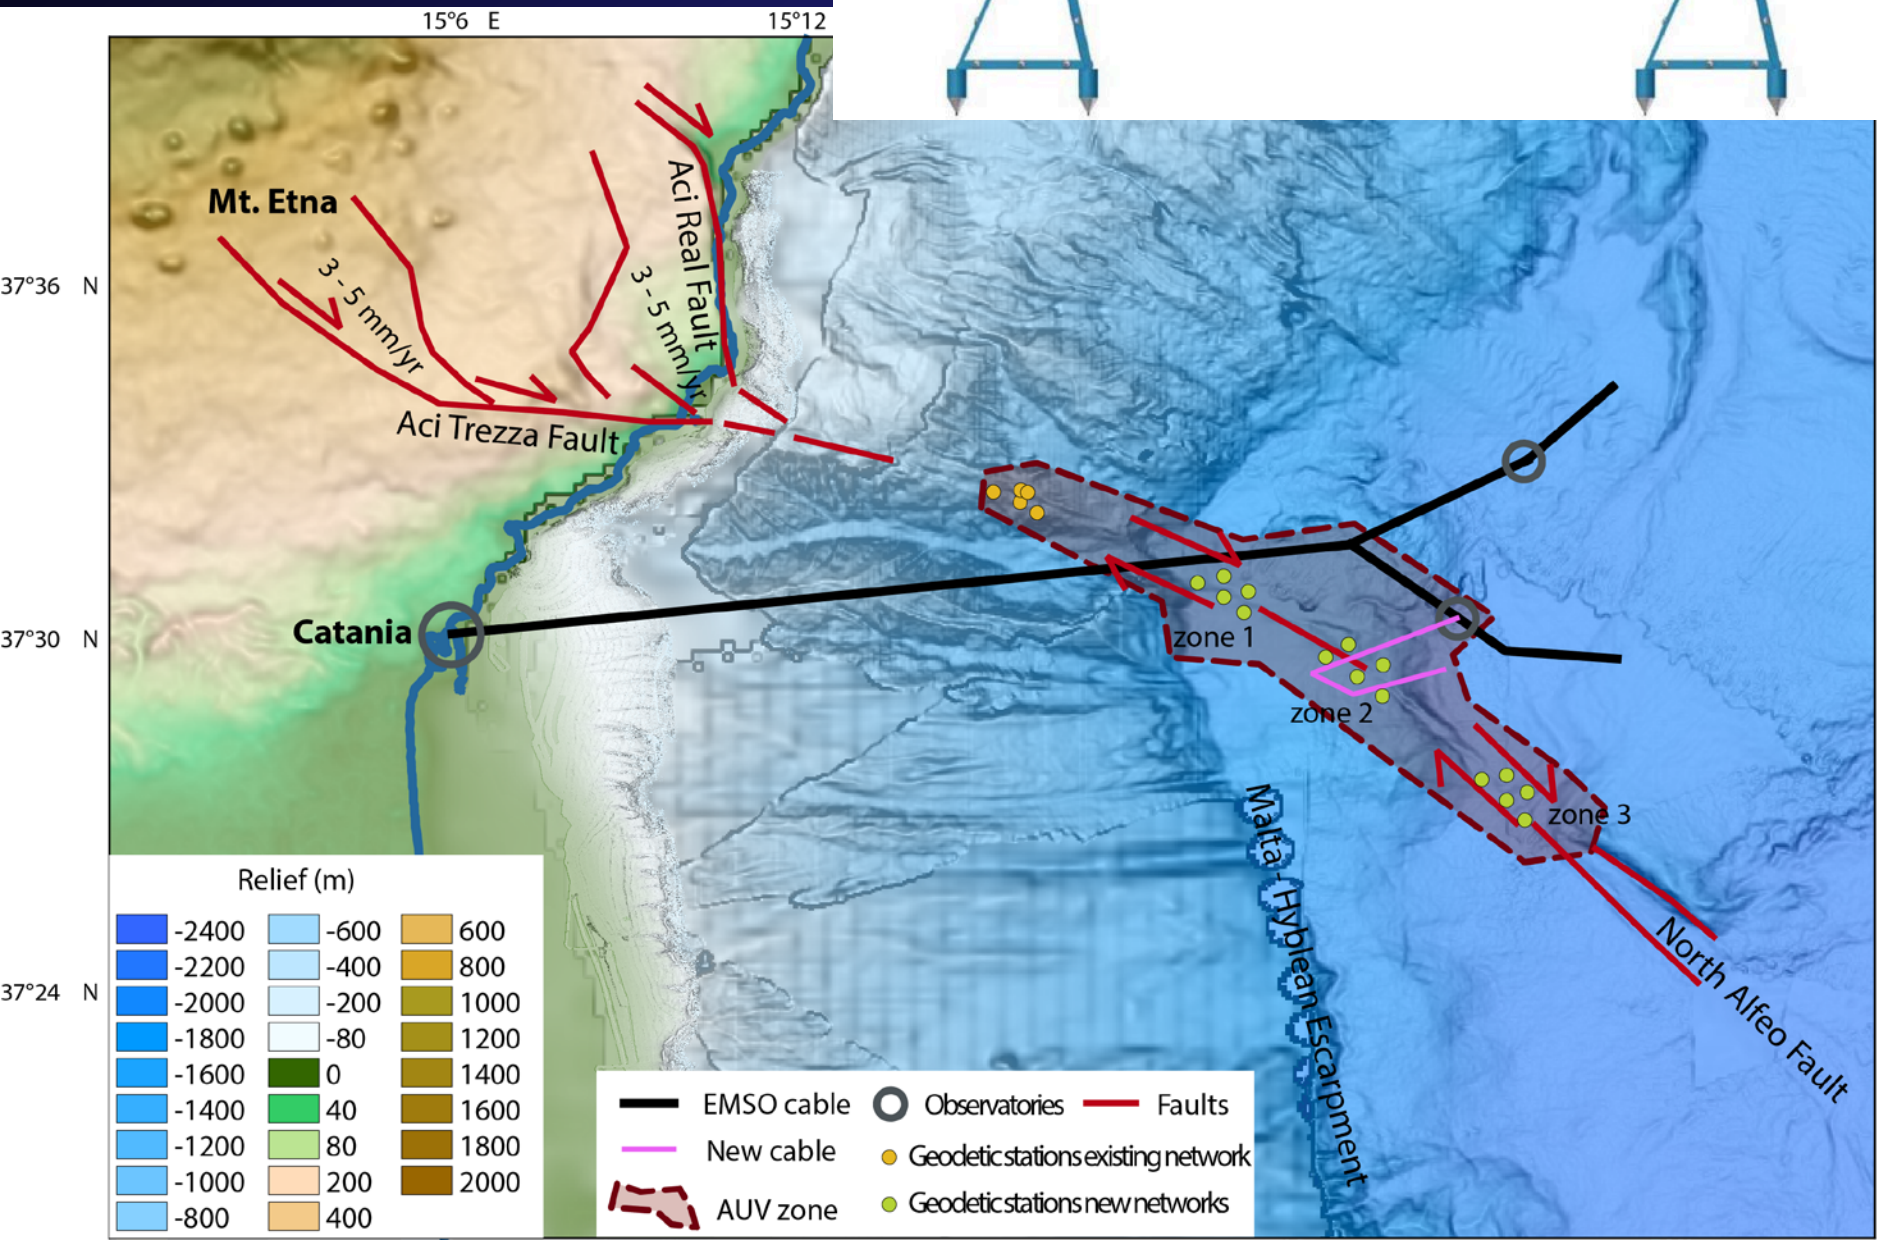 15°6 E
15°12
37°36 N
37°30 N
37°24 N
Mt. Etna
3 - 5 mm/yr
3 - 5 mm/yr
Aci Real Fault
Aci Trezza Fault
Catania
zone 1
zone 2
zone 3
Malta - Hyblean Escarpment
North Alfeo Fault
Relief (m)
-2400
-2200
-2000
-1800
-1600
-1400
-1200
-1000
-800
-600
-400
-200
-80
0
40
80
200
400
600
800
1000
1200
1400
1600
1800
2000
EMSO cable
Observatories
Faults
New cable
Geodetic stations existing network
AUV zone
Geodetic stations new networks